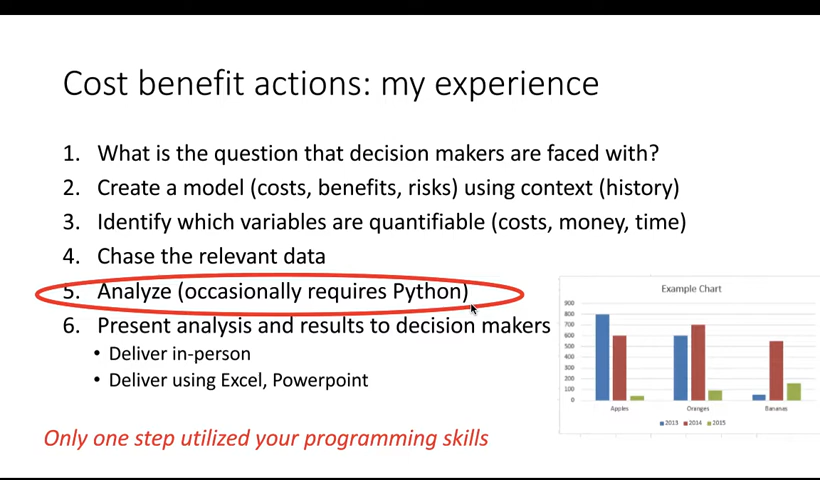 Cost benefit actions: my experience
1. What is the question that decision makers are faced with?
2. Create a model (costs, benefits, risks) using context (history)
3. Identify which variables are quantifiable (costs, money, time)
4. Chase the relevant data
5. Analyze (occasionally requires Python)
6. Present analysis and results to decision makers
• Deliver in-person
• Deliver using Excel, Powerpoint
Only one step utilized your programming skills
Example Chart
900
800
700
600
500
400
300
200
100
0
Apples Oranges Bananas
2013 2014 2015